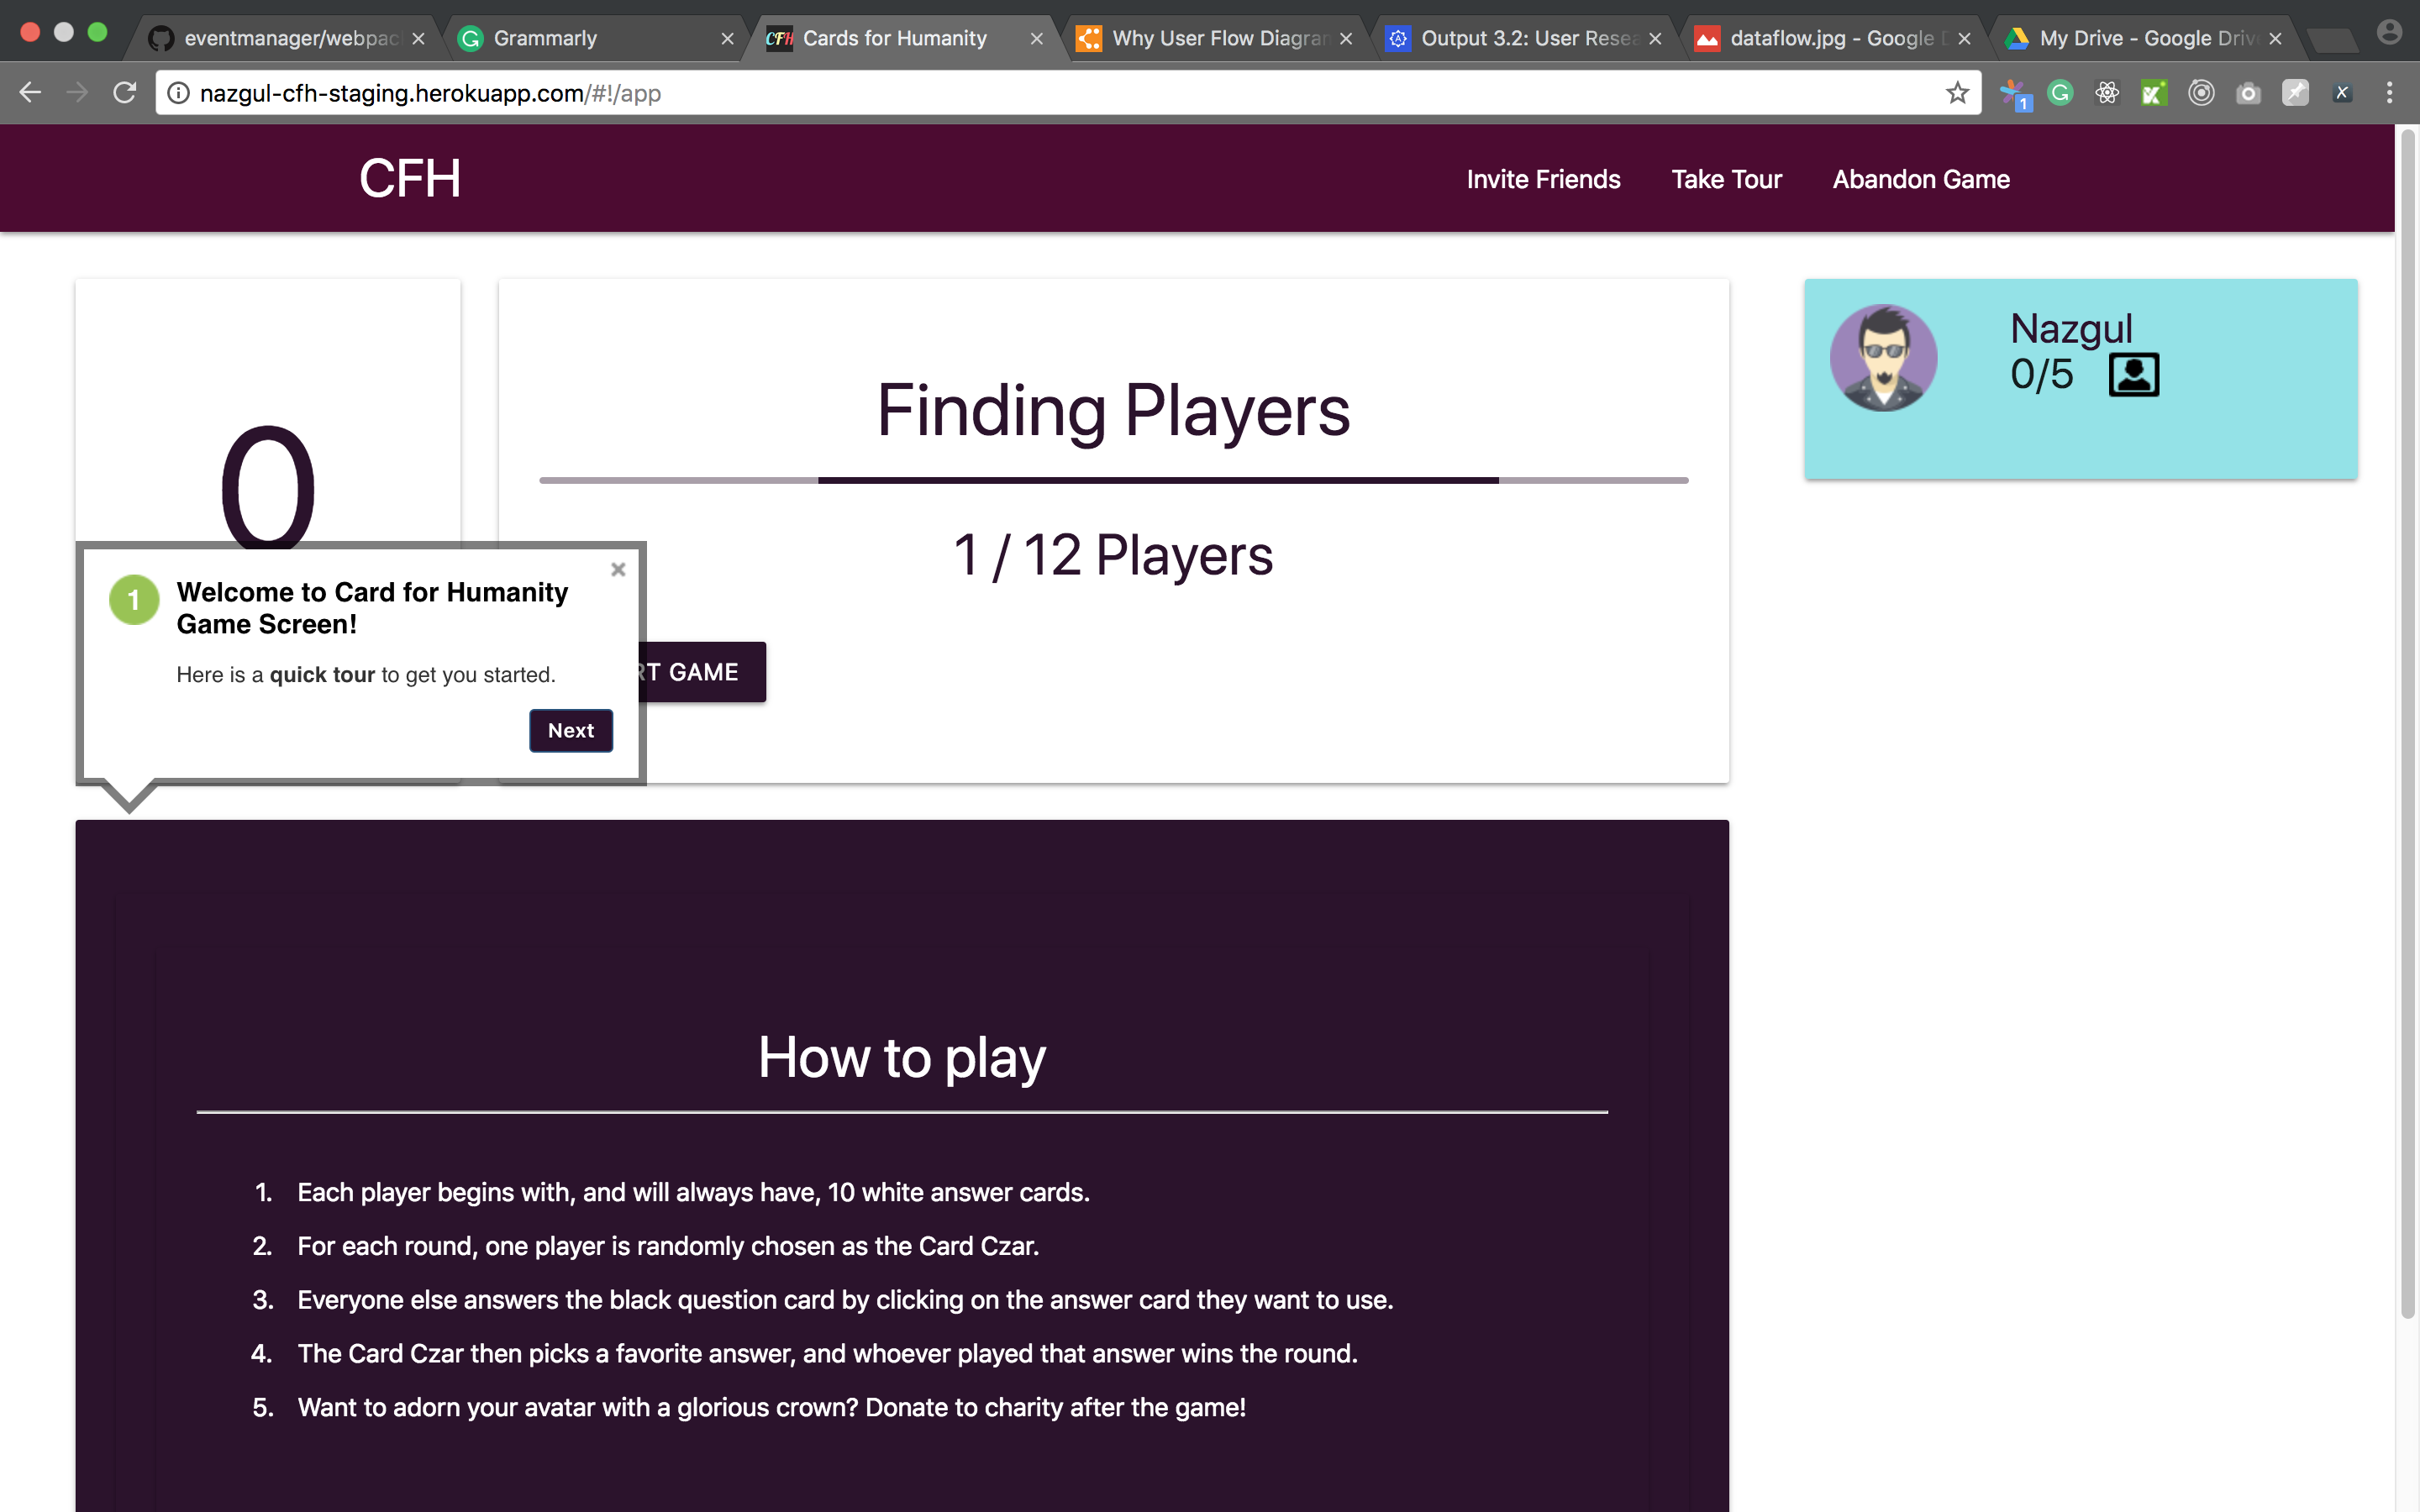 eventmanager/webpac
Grammarly
CFH Cards for Humanity
Why User Flow Diagram
Output 3.2: User Resea
dataflow.jpg - Google D
My Drive - Google Driv
nazgul-cfh-staging.herokuapp.com/#!/app
1
CFH
Invite Friends
Take Tour
Abandon Game
0
Finding Players
1 / 12 Players
RT GAME
Nazgul
0/5
1
Welcome to Card for Humanity
Game Screen!
Here is a quick tour to get you started.
Next
How to play
1. Each player begins with, and will always have, 10 white answer cards.
2. For each round, one player is randomly chosen as the Card Czar.
3. Everyone else answers the black question card by clicking on the answer card they want to use.
4. The Card Czar then picks a favorite answer, and whoever played that answer wins the round.
5. Want to adorn your avatar with a glorious crown? Donate to charity after the game!